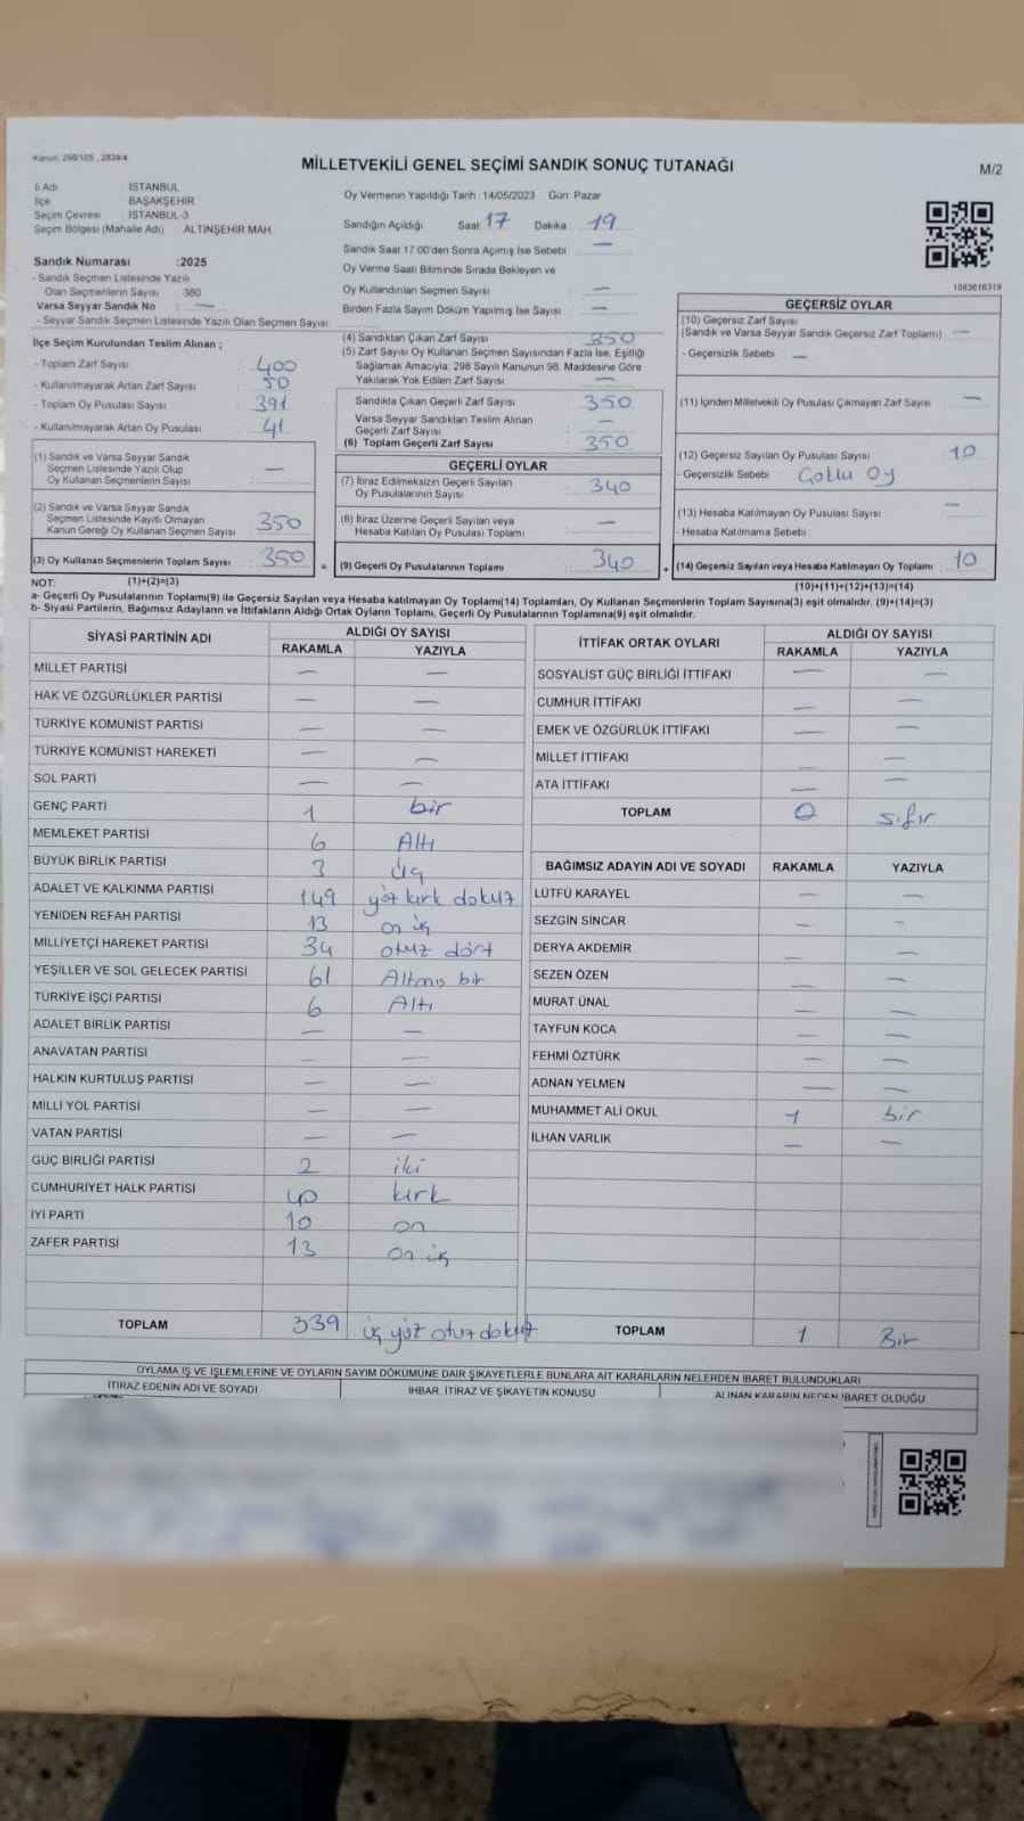 Kanun: 298/105 , 2839/4
MİLLETVEKİLİ GENEL SEÇİMİ SANDIK SONUÇ TUTANAĞI
M/2
İl Adı İSTANBUL
İlçe BAŞAKŞEHİR
Seçim Çevresi İSTANBUL-3
Seçim Bölgesi (Mahalle Adı) ALTINŞEHİR MAH.
Oy Vermenin Yapıldığı Tarih : 14/05/2023 Gün: Pazar
Sandığın Açıldığı Saat 17 Dakika 19
Sandık Saat 17:00'den Sonra Açılmış İse Sebebi —
Oy Verme Saati Bitiminde Sırada Bekleyen ve
Oy Kullandırılan Seçmen Sayısı —
Birden Fazla Sayım Döküm Yapılmış İse Sayısı —
Sandık Numarası :2025
- Sandık Seçmen Listesinde Yazılı
Olan Seçmenlerin Sayısı : 380
Varsa Seyyar Sandık No —
- Seyyar Sandık Seçmen Listesinde Yazılı Olan Seçmen Sayısı
1063616319
İlçe Seçim Kurulundan Teslim Alınan ;
- Toplam Zarf Sayısı : 400
- Kullanılmayarak Artan Zarf Sayısı : 50
- Toplam Oy Pusulası Sayısı : 391
- Kullanılmayarak Artan Oy Pusulası : 41
(1) Sandık ve Varsa Seyyar Sandık
Seçmen Listesinde Yazılı Olup
Oy Kullanan Seçmenlerin Sayısı : —
(2) Sandık ve Varsa Seyyar Sandık
Seçmen Listesinde Kayıtlı Olmayan
Kanun Gereği Oy Kullanan Seçmen Sayısı : 350
(3) Oy Kullanan Seçmenlerin Toplam Sayısı : 350
(4) Sandıktan Çıkan Zarf Sayısı 350
(5) Zarf Sayısı Oy Kullanan Seçmen Sayısından Fazla İse, Eşitliği
Sağlamak Amacıyla, 298 Sayılı Kanunun 98. Maddesine Göre
Yakılarak Yok Edilen Zarf Sayısı —
Sandıkta Çıkan Geçerli Zarf Sayısı : 350
Varsa Seyyar Sandıktan Teslim Alınan
Geçerli Zarf Sayısı : —
(6) Toplam Geçerli Zarf Sayısı : 350
GEÇERLİ OYLAR
(7) İtiraz Edilmeksizin Geçerli Sayılan
Oy Pusulalarının Sayısı : 340
(8) İtiraz Üzerine Geçerli Sayılan veya
Hesaba Katılan Oy Pusulası Toplamı : —
= (9) Geçerli Oy Pusulalarının Toplamı : 340
GEÇERSİZ OYLAR
(10) Geçersiz Zarf Sayısı
(Sandık ve Varsa Seyyar Sandık Geçersiz Zarf Toplamı) : —
- Geçersizlik Sebebi : —
(11) İçinden Milletvekili Oy Pusulası Çıkmayan Zarf Sayısı —
(12) Geçersiz Sayılan Oy Pusulası Sayısı : 10
- Geçersizlik Sebebi : Çoklu Oy
(13) Hesaba Katılmayan Oy Pusulası Sayısı : —
- Hesaba Katılmama Sebebi :
+ (14) Geçersiz Sayılan veya Hesaba Katılmayan Oy Toplamı : 10
NOT: (1)+(2)=(3)
(10)+(11)+(12)+(13)=(14)
a- Geçerli Oy Pusulalarının Toplamı(9) ile Geçersiz Sayılan veya Hesaba katılmayan Oy Toplamı(14) Toplamları, Oy Kullanan Seçmenlerin Toplam Sayısına(3) eşit olmalıdır. (9)+(14)=(3)
b- Siyasi Partilerin, Bağımsız Adayların ve İttifakların Aldığı Ortak Oyların Toplamı, Geçerli Oy Pusulalarının Toplamına(9) eşit olmalıdır.
SİYASİ PARTİNİN ADI ALDIĞI OY SAYISI
RAKAMLA YAZIYLA
MİLLET PARTİSİ — —
HAK VE ÖZGÜRLÜKLER PARTİSİ — —
TÜRKİYE KOMÜNİST PARTİSİ — —
TÜRKİYE KOMÜNİST HAREKETİ — —
SOL PARTİ — —
GENÇ PARTİ 1 bir
MEMLEKET PARTİSİ 6 Altı
BÜYÜK BİRLİK PARTİSİ 3 üç
ADALET VE KALKINMA PARTİSİ 149 yüz kırk dokuz
YENİDEN REFAH PARTİSİ 13 on üç
MİLLİYETÇİ HAREKET PARTİSİ 34 otuz dört
YEŞİLLER VE SOL GELECEK PARTİSİ 61 Altmış bir
TÜRKİYE İŞÇİ PARTİSİ 6 Altı
ADALET BİRLİK PARTİSİ — —
ANAVATAN PARTİSİ — —
HALKIN KURTULUŞ PARTİSİ — —
MİLLİ YOL PARTİSİ — —
VATAN PARTİSİ — —
GÜÇ BİRLİĞİ PARTİSİ 2 iki
CUMHURİYET HALK PARTİSİ 40 kırk
İYİ PARTİ 10 on
ZAFER PARTİSİ 13 on üç
TOPLAM 339 üç yüz otuz dokuz
İTTİFAK ORTAK OYLARI ALDIĞI OY SAYISI
RAKAMLA YAZIYLA
SOSYALİST GÜÇ BİRLİĞİ İTTİFAKI — —
CUMHUR İTTİFAKI — —
EMEK VE ÖZGÜRLÜK İTTİFAKI — —
MİLLET İTTİFAKI — —
ATA İTTİFAKI — —
TOPLAM 0 sıfır
BAĞIMSIZ ADAYIN ADI VE SOYADI RAKAMLA YAZIYLA
LÜTFÜ KARAYEL — —
SEZGİN SİNCAR — —
DERYA AKDEMİR — —
SEZEN ÖZEN — —
MURAT ÜNAL — —
TAYFUN KOCA — —
FEHMİ ÖZTÜRK — —
ADNAN YELMEN — —
MUHAMMET ALİ OKUL 1 bir
İLHAN VARLIK — —
TOPLAM 1 Bir
OYLAMA İŞ VE İŞLEMLERİNE VE OYLARIN SAYIM DÖKÜMÜNE DAİR ŞİKAYETLERLE BUNLARA AİT KARARLARIN NELERDEN İBARET BULUNDUKLARI
İTİRAZ EDENİN ADI VE SOYADI İHBAR, İTİRAZ VE ŞİKAYETİN KONUSU ALINAN KARARIN NEDEN İBARET OLDUĞU